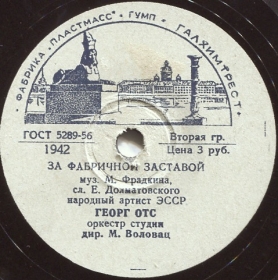 ФАБРИКА „ПЛАСТМАСС" ГУМП ГАЛХИМТРЕСТ
ГОСТ 5289-56
Вторая гр.
1942
Цена 3 руб.
ЗА ФАБРИЧНОЙ ЗАСТАВОЙ
муз. М. Фрадкина,
сл. Е. Долматовского
народный артист ЭССР
ГЕОРГ ОТС
оркестр студии
дир. М. Воловац